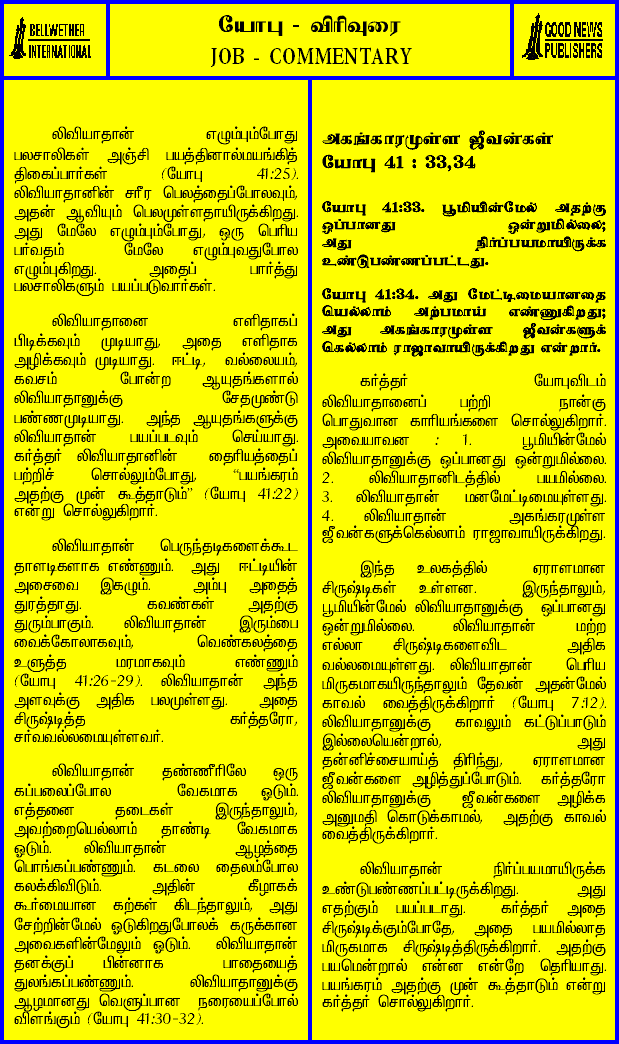 BELLWETHER
INTERNATIONAL
யோபு - விரிவுரை
JOB - COMMENTARY
GOOD NEWS
PUBLISHERS
லிவியாதான் எழும்பும்போது
பலசாலிகள் அஞ்சி பயத்தினால்மயங்கித்
திகைப்பார்கள் (யோபு 41:25).
லிவியாதானின் சரீர பெலத்தைப்போலவும்,
அதன் ஆவியும் பெலமுள்ளதாயிருக்கிறது.
அது மேலே எழும்பும்போது, ஒரு பெரிய
பர்வதம் மேலே எழும்புவதுபோல
எழும்புகிறது. அதைப் பார்த்து
பலசாலிகளும் பயப்படுவார்கள்.
லிவியாதானை எளிதாகப்
பிடிக்கவும் முடியாது, அதை எளிதாக
அழிக்கவும் முடியாது. ஈட்டி, வல்லையம்,
கவசம் போன்ற ஆயுதங்களால்
லிவியாதானுக்கு சேதமுண்டு
பண்ணமுடியாது. அந்த ஆயுதங்களுக்கு
லிவியாதான் பயப்படவும் செய்யாது.
கர்த்தர் லிவியாதானின் தைரியத்தைப்
பற்றிச் சொல்லும்போது, “பயங்கரம்
அதற்கு முன் கூத்தாடும்” (யோபு 41:22)
என்று சொல்லுகிறார்.
லிவியாதான் பெருந்தடிகளைக்கூட
தாளடிகளாக எண்ணும். அது ஈட்டியின்
அசைவை இகழும். அம்பு அதைத்
துரத்தாது. கவண்கள் அதற்கு
துரும்பாகும். லிவியாதான் இரும்பை
வைக்கோலாகவும், வெண்கலத்தை
உளுத்த மரமாகவும் எண்ணும்
(யோபு 41:26-29). லிவியாதான் அந்த
அளவுக்கு அதிக பலமுள்ளது. அதை
சிருஷ்டித்த கர்த்தரோ,
சர்வவல்லமையுள்ளவர்.
லிவியாதான் தண்ணீரிலே ஒரு
கப்பலைப்போல வேகமாக ஓடும்.
எத்தனை தடைகள் இருந்தாலும்,
அவற்றையெல்லாம் தாண்டி வேகமாக
ஓடும். லிவியாதான் ஆழத்தை
பொங்கப்பண்ணும். கடலை தைலம்போல
கலக்கிவிடும். அதின் கீழாகக்
கூர்மையான கற்கள் கிடந்தாலும், அது
சேற்றின்மேல் ஓடுகிறதுபோலக் கருக்கான
அவைகளின்மேலும் ஓடும். லிவியாதான்
தனக்குப் பின்னாக பாதையைத்
துலங்கப்பண்ணும். லிவியாதானுக்கு
ஆழமானது வெளுப்பான நரையைப்போல்
விளங்கும் (யோபு 41:30-32).
அகங்காரமுள்ள ஜீவன்கள்
யோபு 41 : 33,34
யோபு 41:33. பூமியின்மேல் அதற்கு
ஒப்பானது ஒன்றுமில்லை;
அது நிர்ப்பயமாயிருக்க
உண்டுபண்ணப்பட்டது.
யோபு 41:34. அது மேட்டிமையானதை
யெல்லாம் அற்பமாய் எண்ணுகிறது;
அது அகங்காரமுள்ள ஜீவன்களுக்
கெல்லாம் ராஜாவாயிருக்கிறது என்றார்.
கர்த்தர் யோபுவிடம்
லிவியாதானைப் பற்றி நான்கு
பொதுவான காரியங்களை சொல்லுகிறார்.
அவையாவன : 1. பூமியின்மேல்
லிவியாதானுக்கு ஒப்பானது ஒன்றுமில்லை.
2. லிவியாதானிடத்தில் பயமில்லை.
3. லிவியாதான் மனமேட்டிமையுள்ளது.
4. லிவியாதான் அகங்கரமுள்ள
ஜீவன்களுக்கெல்லாம் ராஜாவாயிருக்கிறது.
இந்த உலகத்தில் ஏராளமான
சிருஷ்டிகள் உள்ளன. இருந்தாலும்,
பூமியின்மேல் லிவியாதானுக்கு ஒப்பானது
ஒன்றுமில்லை. லிவியாதான் மற்ற
எல்லா சிருஷ்டிகளைவிட அதிக
வல்லமையுள்ளது. லிவியாதான் பெரிய
மிருகமாகயிருந்தாலும் தேவன் அதன்மேல்
காவல் வைத்திருக்கிறார் (யோபு 7:12).
லிவியாதானுக்கு காவலும் கட்டுப்பாடும்
இல்லையென்றால், அது
தன்னிச்சையாய்த் திரிந்து, ஏராளமான
ஜீவன்களை அழித்துப்போடும். கர்த்தரோ
லிவியாதானுக்கு ஜீவன்களை அழிக்க
அனுமதி கொடுக்காமல், அதற்கு காவல்
வைத்திருக்கிறார்.
லிவியாதான் நிர்ப்பயமாயிருக்க
உண்டுபண்ணப்பட்டிருக்கிறது. அது
எதற்கும் பயப்படாது. கர்த்தர் அதை
சிருஷ்டிக்கும்போதே, அதை பயமில்லாத
மிருகமாக சிருஷ்டித்திருக்கிறார். அதற்கு
பயமென்றால் என்ன என்றே தெரியாது.
பயங்கரம் அதற்கு முன் கூத்தாடும் என்று
கர்த்தர் சொல்லுகிறார்.